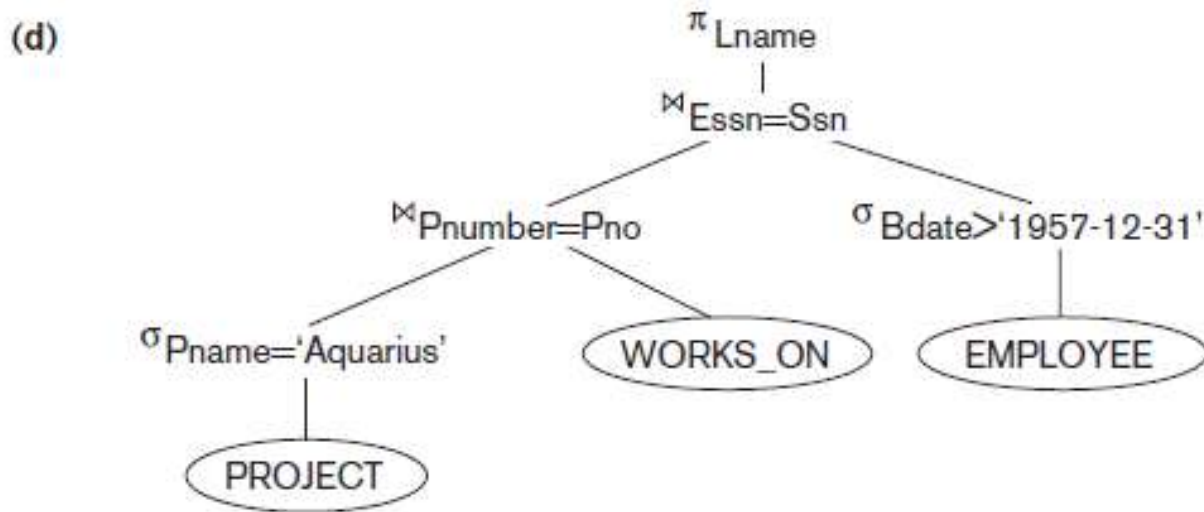 (d)
π Lname
⋈ Essn=Ssn
⋈ Pnumber=Pno
σ Bdate>‘1957-12-31’
σ Pname=‘Aquarius’
WORKS_ON
EMPLOYEE
PROJECT